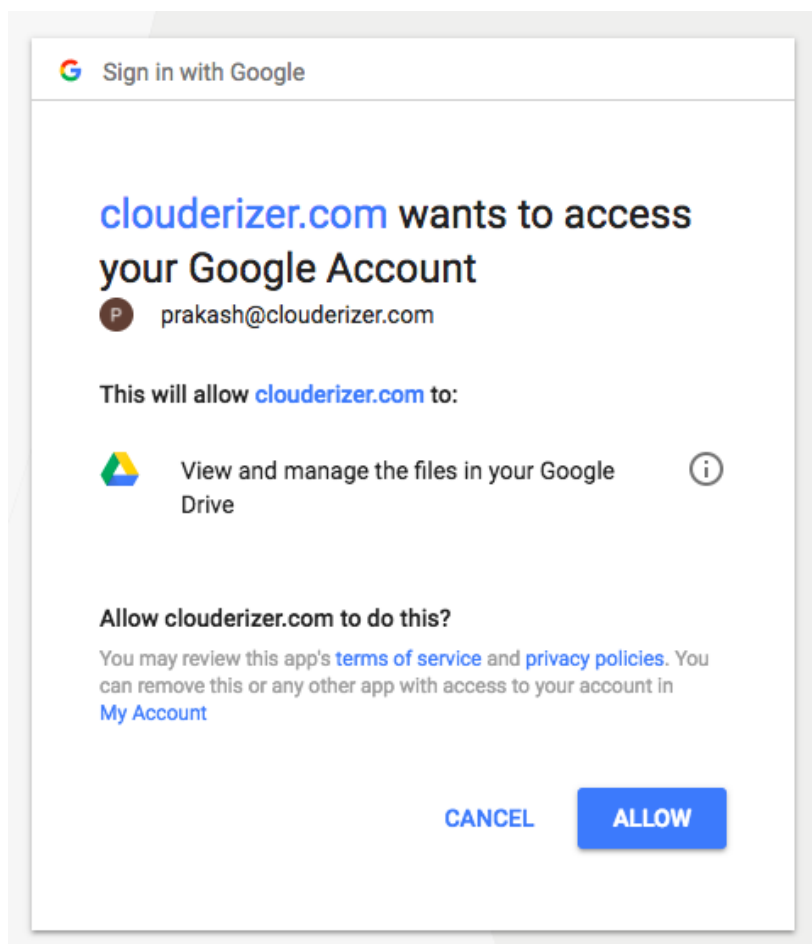 Sign in with Google
clouderizer.com wants to access
your Google Account
P prakash@clouderizer.com
This will allow clouderizer.com to:
View and manage the files in your Google
Drive
Allow clouderizer.com to do this?
You may review this app's terms of service and privacy policies. You
can remove this or any other app with access to your account in
My Account
CANCEL ALLOW